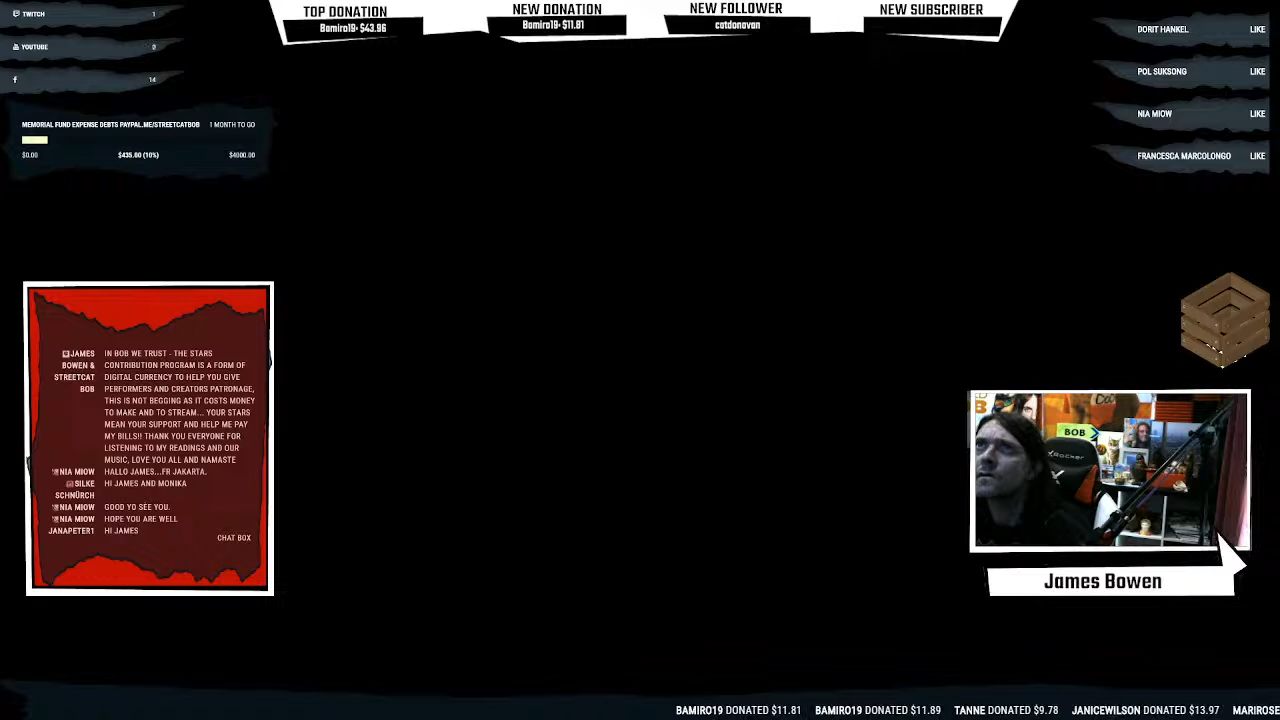 TWITCH 1
YOUTUBE 0
14
MEMORIAL FUND EXPENSE DEBTS PAYPAL.ME/STREETCATBOB 1 MONTH TO GO
$0.00 $435.00 (10%) $4000.00
TOP DONATION
Bamiro19• $43.96
NEW DONATION
Bamiro19• $11.81
NEW FOLLOWER
catdonovan
NEW SUBSCRIBER
DORIT HANKEL LIKE
POL SUKSONG LIKE
NIA MIOW LIKE
FRANCESCA MARCOLONGO LIKE
JAMES IN BOB WE TRUST - THE STARS
BOWEN & CONTRIBUTION PROGRAM IS A FORM OF
STREETCAT DIGITAL CURRENCY TO HELP YOU GIVE
BOB PERFORMERS AND CREATORS PATRONAGE,
THIS IS NOT BEGGING AS IT COSTS MONEY
TO MAKE AND TO STREAM... YOUR STARS
MEAN YOUR SUPPORT AND HELP ME PAY
MY BILLS!! THANK YOU EVERYONE FOR
LISTENING TO MY READINGS AND OUR
MUSIC, LOVE YOU ALL AND NAMASTE
NIA MIOW HALLO JAMES...FR JAKARTA.
SILKE HI JAMES AND MONIKA
SCHNÜRCH
NIA MIOW GOOD YO SEE YOU.
NIA MIOW HOPE YOU ARE WELL
JANAPETER1 HI JAMES
CHAT BOX
BOB
XRocker
James Bowen
BAMIRO19 DONATED $11.81 BAMIRO19 DONATED $11.89 TANNE DONATED $9.78 JANICEWILSON DONATED $13.97 MARIROSE